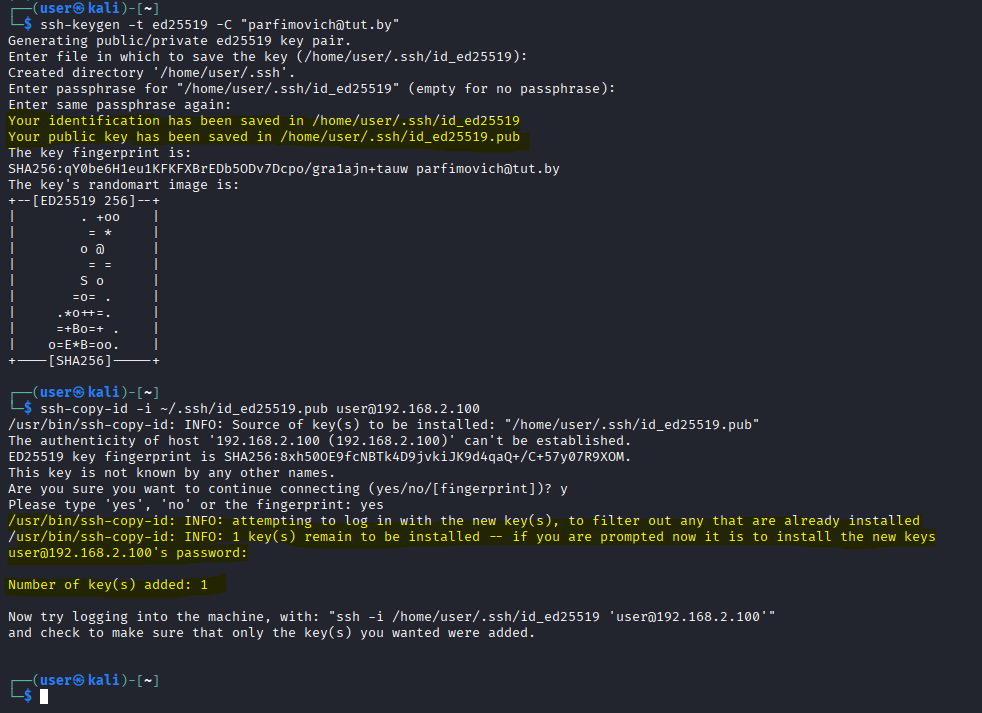 ┌──(user㉿kali)-[~]
└─$ ssh-keygen -t ed25519 -C "parfimovich@tut.by"
Generating public/private ed25519 key pair.
Enter file in which to save the key (/home/user/.ssh/id_ed25519):
Created directory '/home/user/.ssh'.
Enter passphrase for "/home/user/.ssh/id_ed25519" (empty for no passphrase):
Enter same passphrase again:
Your identification has been saved in /home/user/.ssh/id_ed25519
Your public key has been saved in /home/user/.ssh/id_ed25519.pub
The key fingerprint is:
SHA256:qY0be6H1eu1KFKFXBrEDb5ODv7Dcpo/gra1ajn+tauw parfimovich@tut.by
The key's randomart image is:
+--[ED25519 256]--+
|        . +oo    |
|         = *     |
|        o @      |
|         = =     |
|        S o      |
|       =o= .     |
|     .*o++=.     |
|     =+Bo=+ .    |
|    o=E*B=oo.    |
+----[SHA256]-----+
┌──(user㉿kali)-[~]
└─$ ssh-copy-id -i ~/.ssh/id_ed25519.pub user@192.168.2.100
/usr/bin/ssh-copy-id: INFO: Source of key(s) to be installed: "/home/user/.ssh/id_ed25519.pub"
The authenticity of host '192.168.2.100 (192.168.2.100)' can't be established.
ED25519 key fingerprint is SHA256:8xh50OE9fcNBTk4D9jvkiJK9d4qaQ+/C+57y07R9XOM.
This key is not known by any other names.
Are you sure you want to continue connecting (yes/no/[fingerprint])? y
Please type 'yes', 'no' or the fingerprint: yes
/usr/bin/ssh-copy-id: INFO: attempting to log in with the new key(s), to filter out any that are already installed
/usr/bin/ssh-copy-id: INFO: 1 key(s) remain to be installed -- if you are prompted now it is to install the new keys
user@192.168.2.100's password:
Number of key(s) added: 1
Now try logging into the machine, with: "ssh -i /home/user/.ssh/id_ed25519 'user@192.168.2.100'"
and check to make sure that only the key(s) you wanted were added.
┌──(user㉿kali)-[~]
└─$